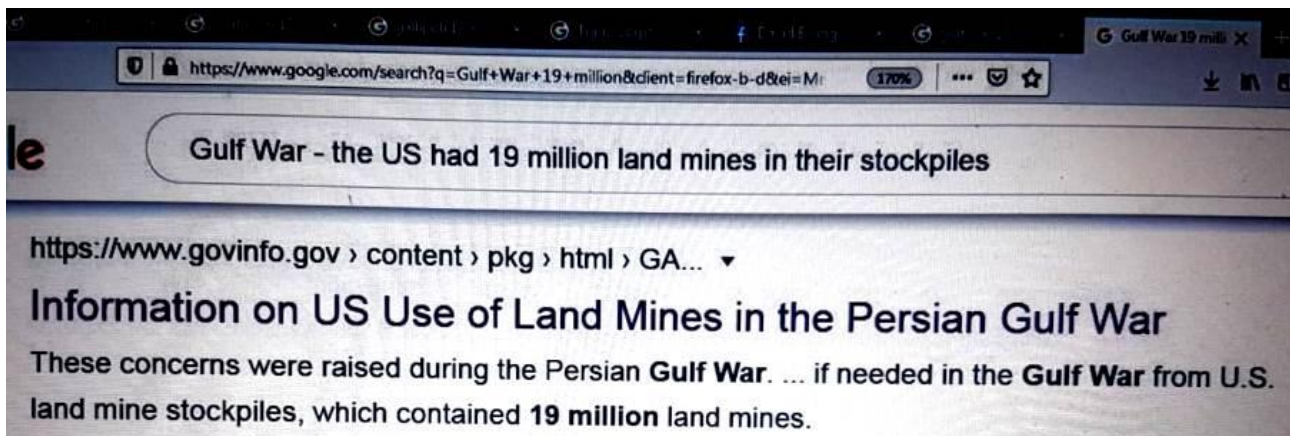 G Gulf War 19 milli X
https://www.google.com/search?q=Gulf+War+19+million&client=firefox-b-d&ei=M
170%
le
Gulf War - the US had 19 million land mines in their stockpiles
https://www.govinfo.gov › content › pkg › html › GA...
Information on US Use of Land Mines in the Persian Gulf War
These concerns were raised during the Persian Gulf War. ... if needed in the Gulf War from U.S.
land mine stockpiles, which contained 19 million land mines.